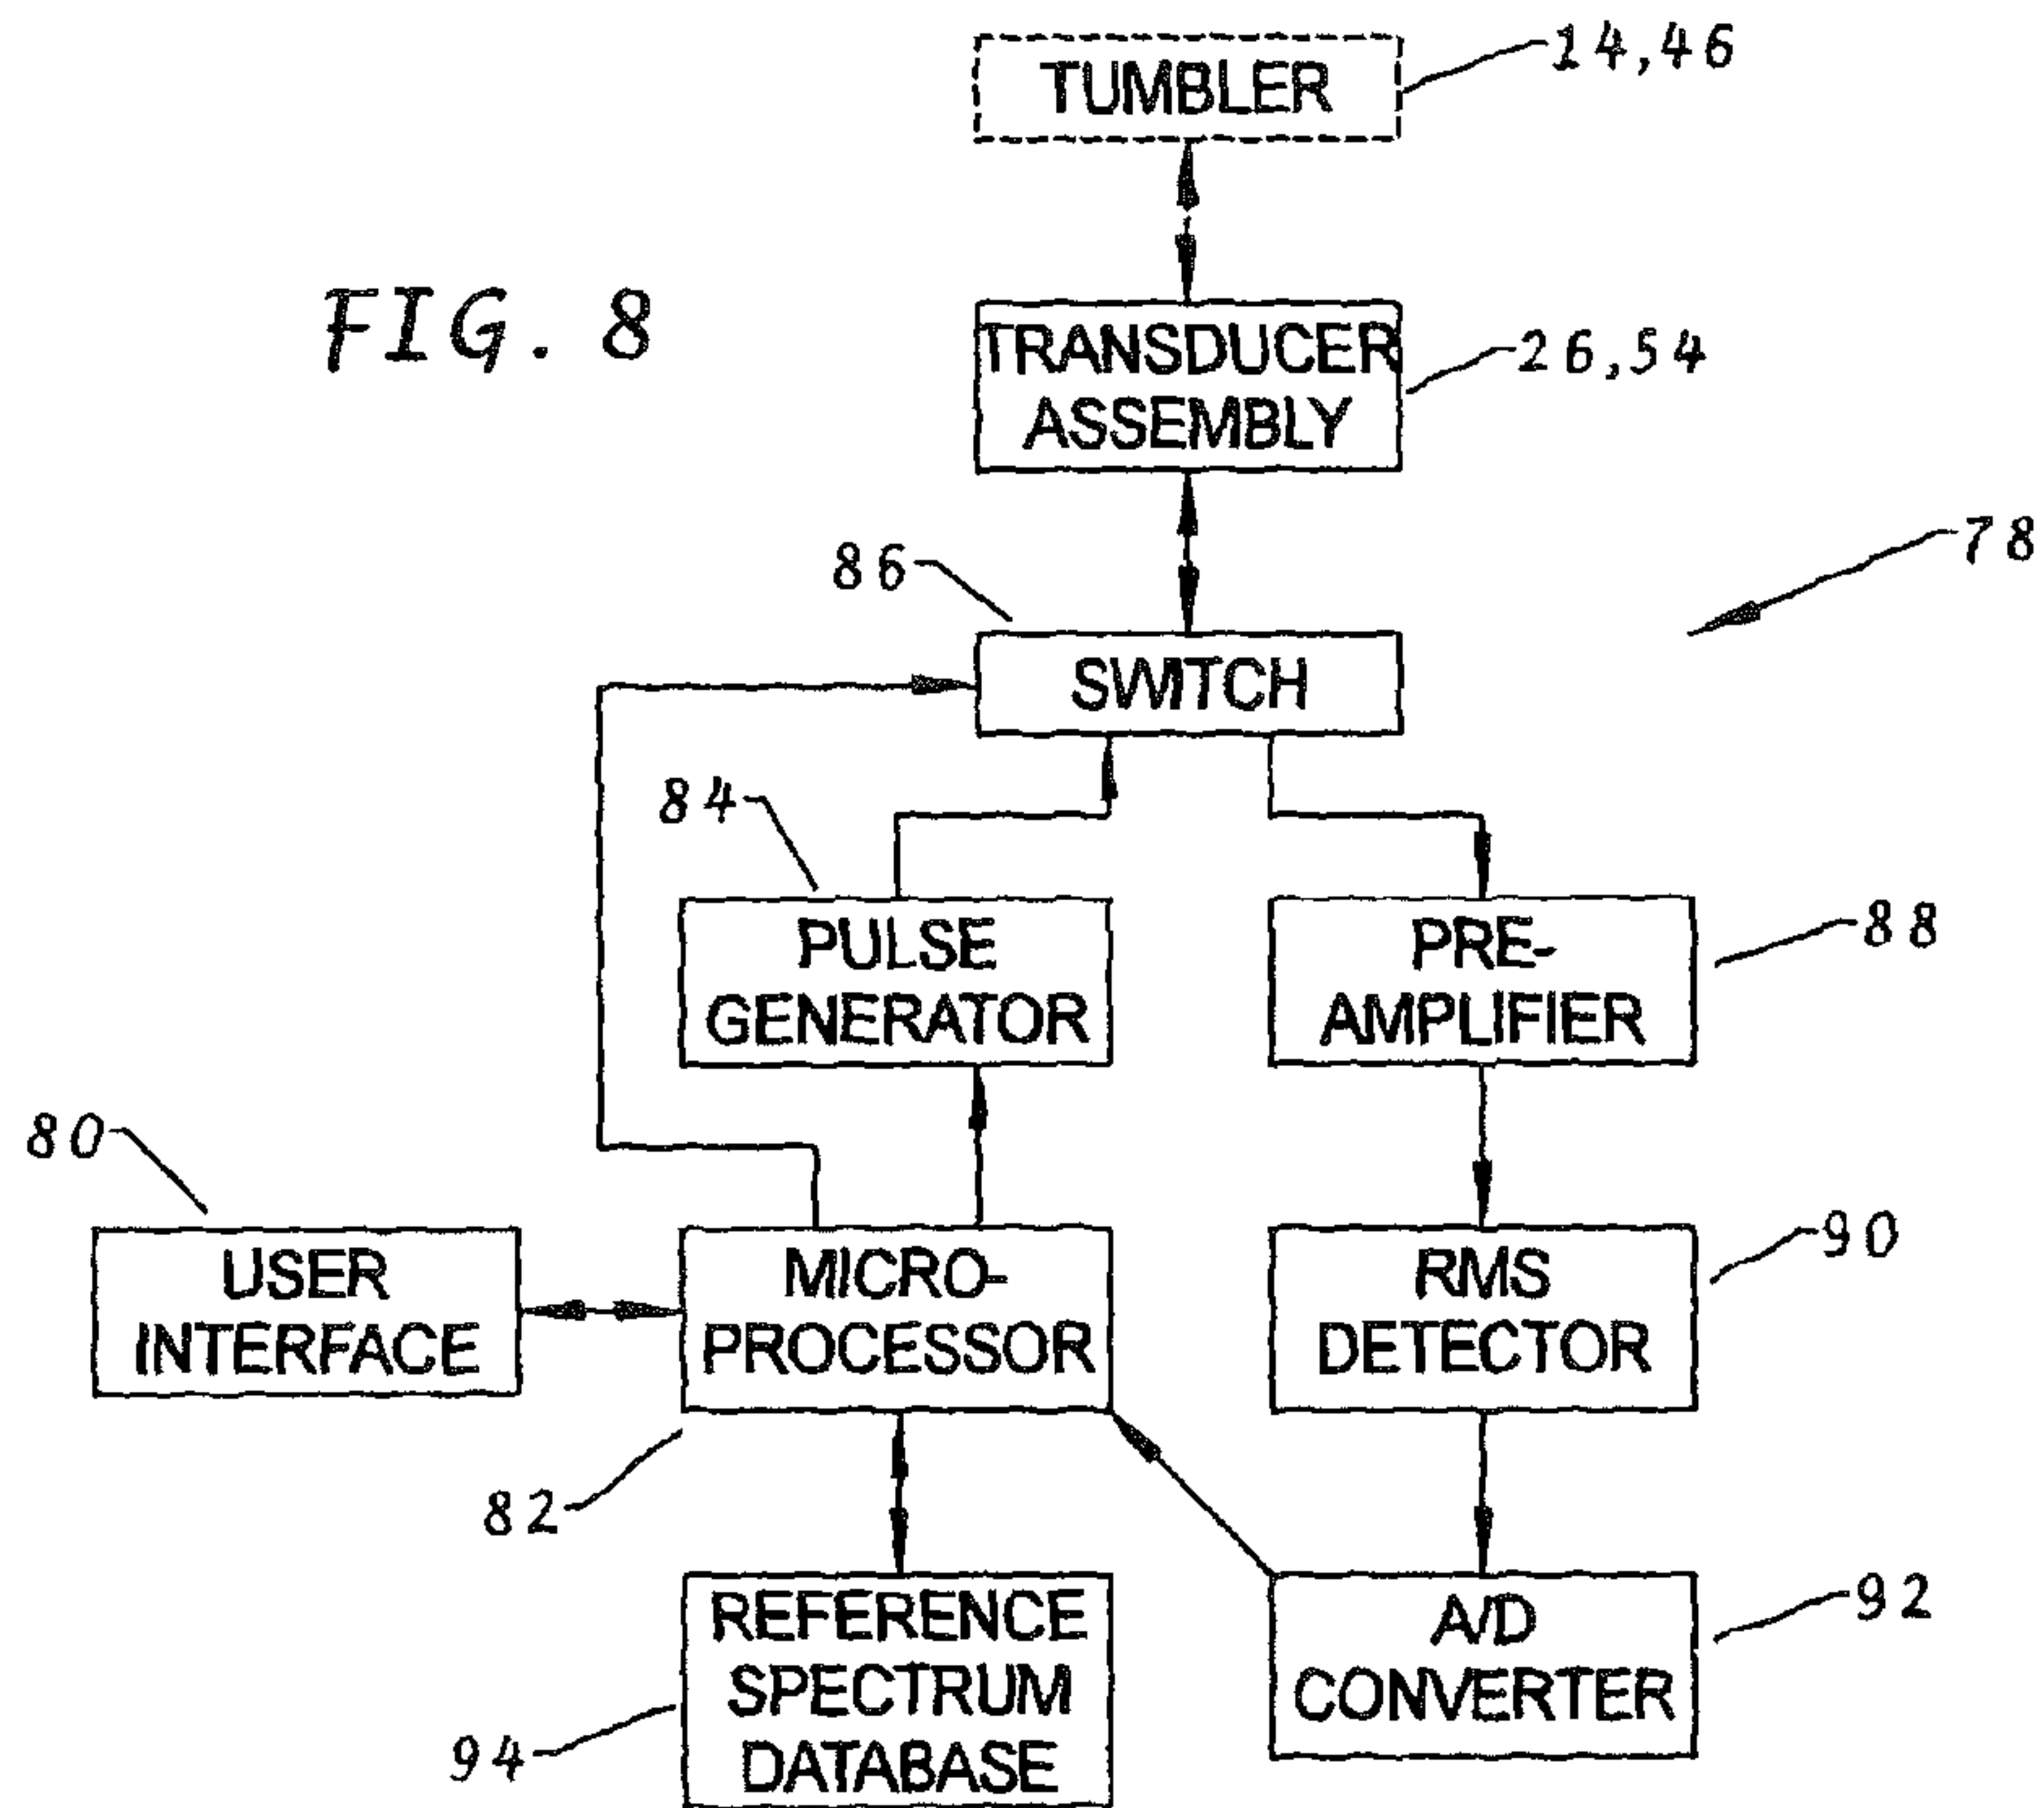 TUMBLER
14,46
FIG. 8
TRANSDUCER
ASSEMBLY
26,54
78
86
SWITCH
84
PULSE
GENERATOR
PRE-
AMPLIFIER
88
80
USER
INTERFACE
MICRO-
PROCESSOR
82
RMS
DETECTOR
90
REFERENCE
SPECTRUM
DATABASE
94
A/D
CONVERTER
92